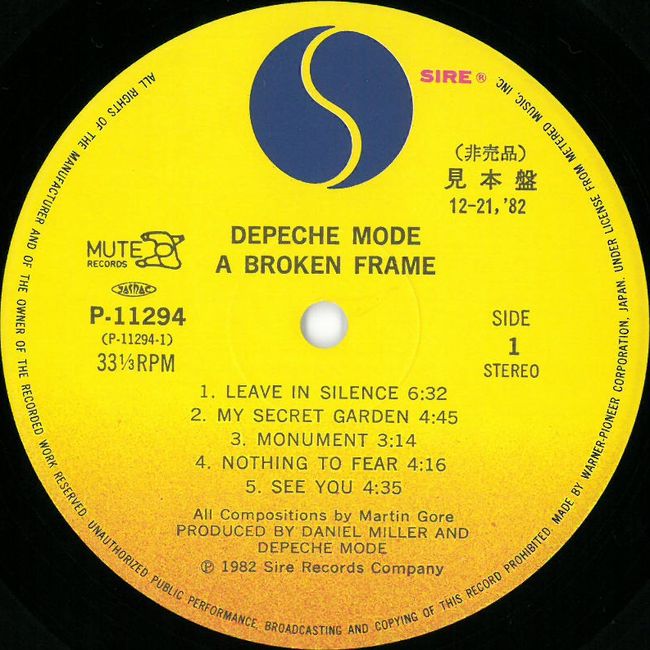 SIRE®
(非売品)
見本盤
12-21,'82
DEPECHE MODE
A BROKEN FRAME
MUTE
RECORDS
JASRAC
P-11294
(P-11294-1)
33⅓RPM
SIDE
1
STEREO
1. LEAVE IN SILENCE 6:32
2. MY SECRET GARDEN 4:45
3. MONUMENT 3:14
4. NOTHING TO FEAR 4:16
5. SEE YOU 4:35
All Compositions by Martin Gore
PRODUCED BY DANIEL MILLER AND
DEPECHE MODE
℗ 1982 Sire Records Company
ALL RIGHTS OF THE MANUFACTURER AND OF THE OWNER OF THE RECORDED WORK RESERVED. UNAUTHORIZED PUBLIC PERFORMANCE, BROADCASTING AND COPYING OF THIS RECORD PROHIBITED. MADE BY WARNER-PIONEER CORPORATION, JAPAN. UNDER LICENSE FROM METERED MUSIC, INC.